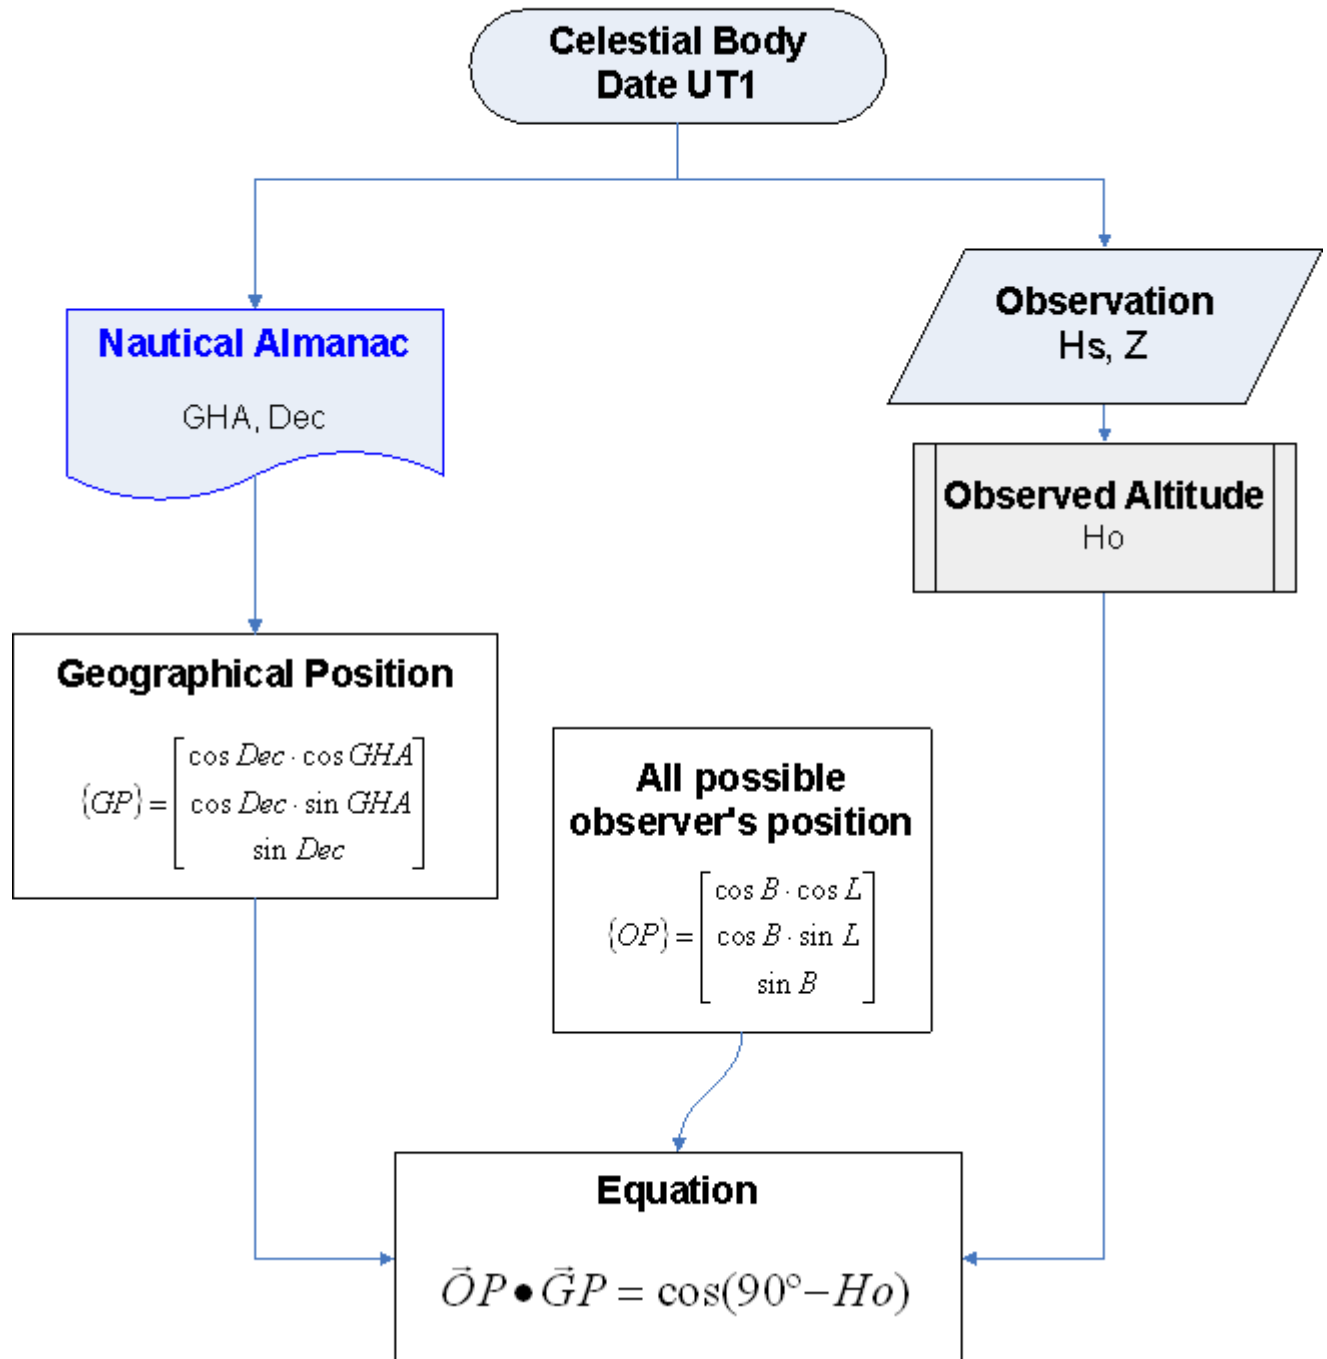 Celestial Body
Date UT1
Nautical Almanac
GHA, Dec
Observation
Hs, Z
Observed Altitude
Ho
Geographical Position
{GP} = [cos Dec · cos GHA
cos Dec · sin GHA
sin Dec]
All possible
observer's position
{OP} = [cos B · cos L
cos B · sin L
sin B]
Equation
O⃗P • G⃗P = cos(90°−Ho)